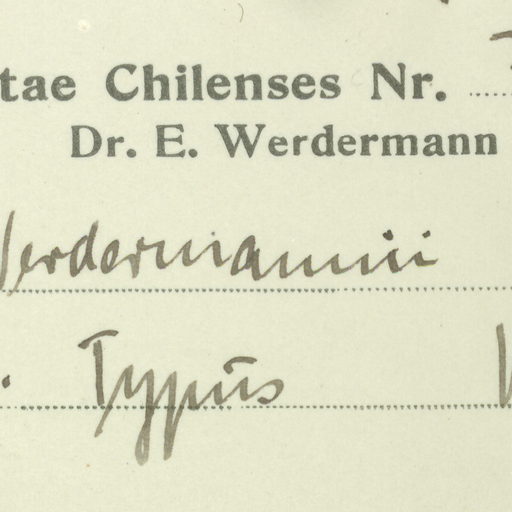 tae Chilenses Nr.
Dr. E. Werdermann
Werdermannii
Typus